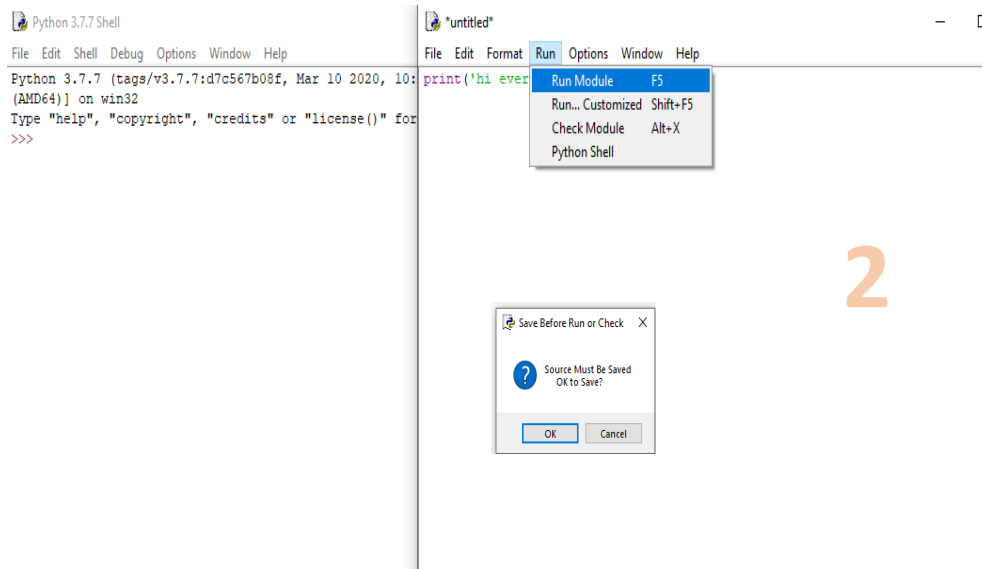 Python 3.7.7 Shell
File Edit Shell Debug Options Window Help
Python 3.7.7 (tags/v3.7.7:d7c567b08f, Mar 10 2020, 10:
(AMD64)] on win32
Type "help", "copyright", "credits" or "license()" for
>>>
*untitled*
File Edit Format Run Options Window Help
print('hi ever
Run Module F5
Run... Customized Shift+F5
Check Module Alt+X
Python Shell
2
Save Before Run or Check
Source Must Be Saved
OK to Save?
OK Cancel